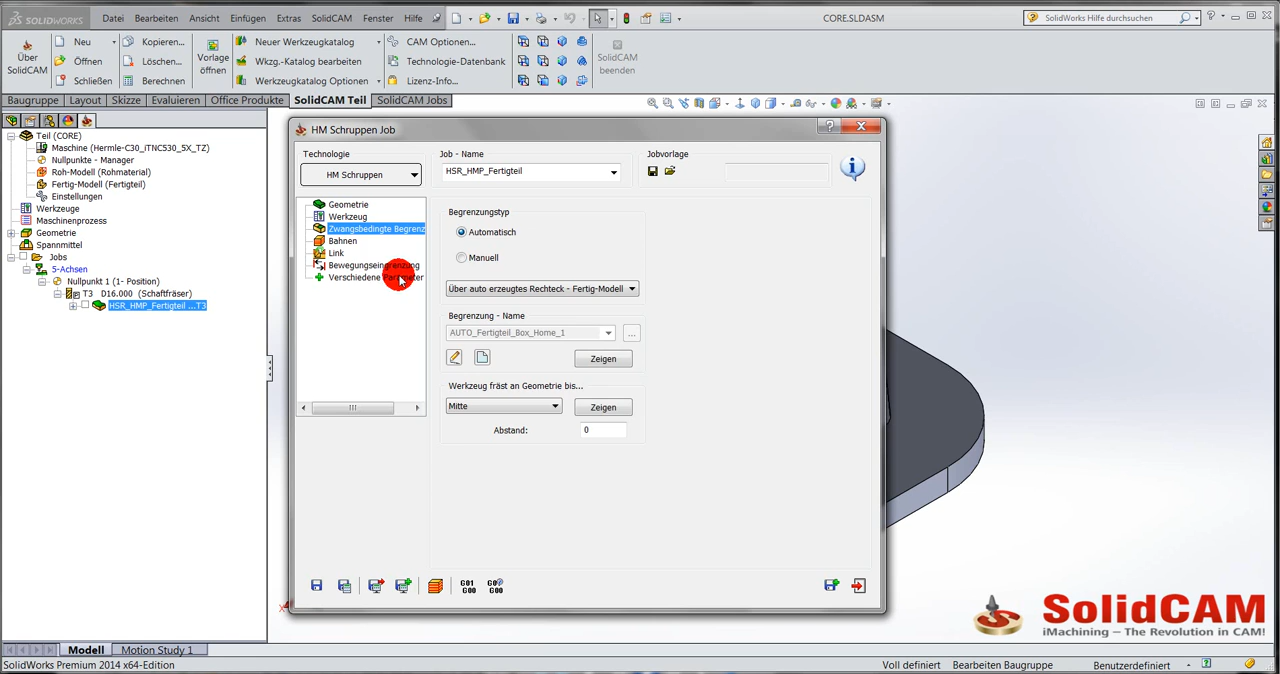 SOLIDWORKS Datei Bearbeiten Ansicht Einfügen Extras SolidCAM Fenster Hilfe CORE.SLDASM SolidWorks Hilfe durchsuchen
Über SolidCAM
Neu
Öffnen
Schließen
Kopieren...
Löschen...
Berechnen
Vorlage öffnen
Neuer Werkzeugkatalog
Wkzg.-Katalog bearbeiten
Werkzeugkatalog Optionen
CAM Optionen...
Technologie-Datenbank
Lizenz-Info...
SolidCAM beenden
Baugruppe Layout Skizze Evaluieren Office Produkte SolidCAM Teil SolidCAM Jobs
Teil (CORE)
Maschine (Hermle-C30_iTNC530_5X_TZ)
Nullpunkte - Manager
Roh-Modell (Rohmaterial)
Fertig-Modell (Fertigteil)
Einstellungen
Werkzeuge
Maschinenprozess
Geometrie
Spannmittel
Jobs
5-Achsen
Nullpunkt 1 (1- Position)
T3 D16.000 (Schaftfräser)
HSR_HMP_Fertigteil ...T3
HM Schruppen Job
Technologie
HM Schruppen
Job - Name
HSR_HMP_Fertigteil
Jobvorlage
Geometrie
Werkzeug
Zwangsbedingte Begrenz
Bahnen
Link
Bewegungseingrenzung
Verschiedene Parameter
Begrenzungstyp
Automatisch
Manuell
Über auto erzeugtes Rechteck - Fertig-Modell
Begrenzung - Name
AUTO_Fertigteil_Box_Home_1
...
Zeigen
Werkzeug fräst an Geometrie bis...
Mitte
Zeigen
Abstand: 0
G01
G00
SolidCAM
iMachining – The Revolution in CAM!
Modell Motion Study 1
SolidWorks Premium 2014 x64-Edition Voll definiert Bearbeiten Baugruppe Benutzerdefiniert